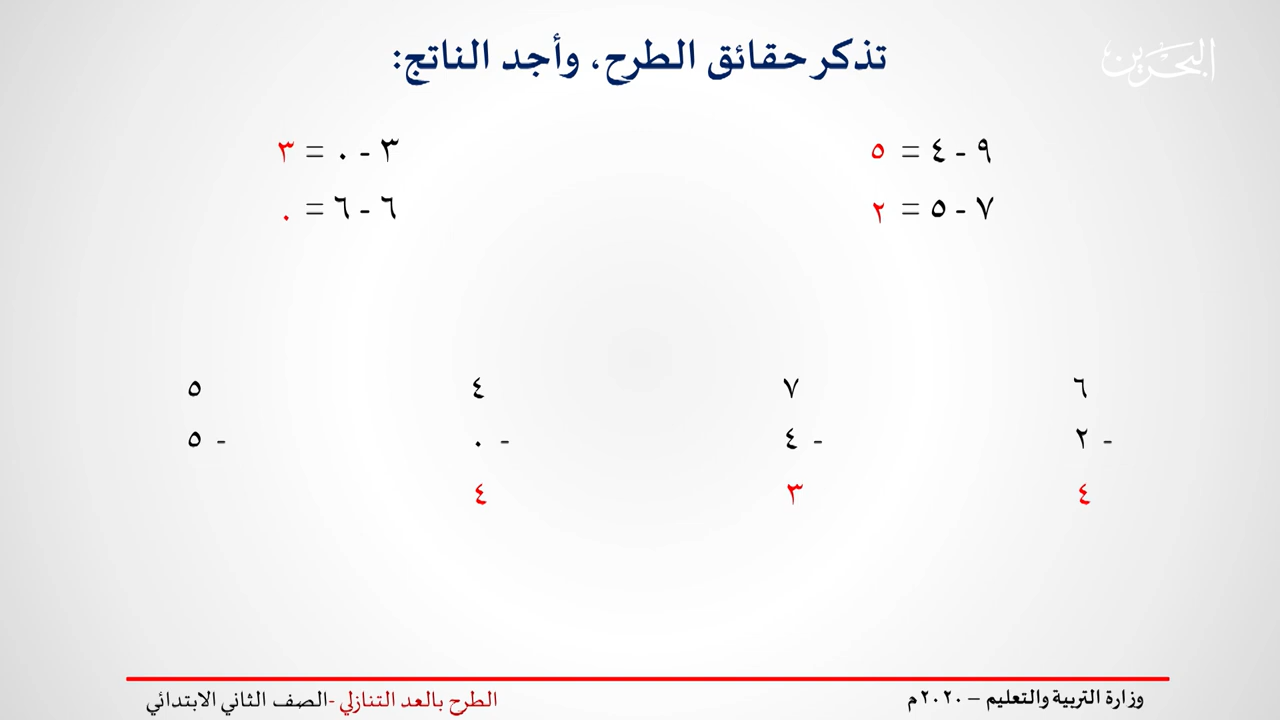 تذكر حقائق الطرح، وأجد الناتج:
البحرين
٩ - ٤ = ٥
٣ - ٠ = ٣
٧ - ٥ = ٢
٦ - ٦ = ٠
٦ ٧ ٤ ٥
- ٢ - ٤ - ٠ - ٥
٤ ٣ ٤
وزارة التربية والتعليم – ٢٠٢٠م
الطرح بالعد التنازلي -الصف الثاني الابتدائي